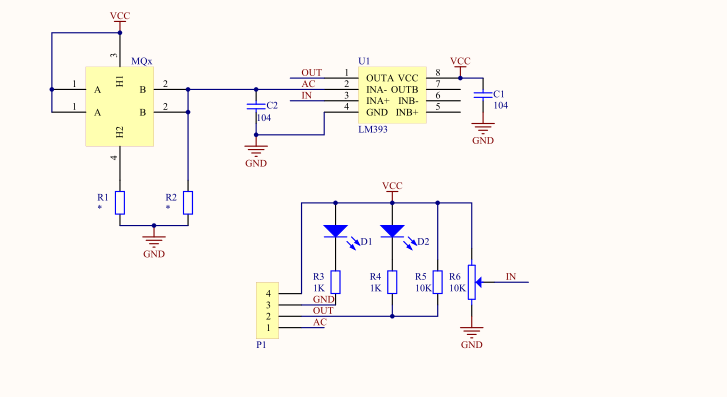 VCC
MQx
3
H1
1 A B 2
1 A B 2
H2
4
R1
*
R2
*
GND
C2
104
GND
U1
OUT 1 OUTA VCC 8 VCC
AC 2 INA- OUTB 7
IN 3 INA+ INB- 6
4 GND INB+ 5
LM393
C1
104
GND
VCC
D1
D2
R3
1K
R4
1K
R5
10K
R6
10K
IN
GND
4
3 GND
2 OUT
1 AC
P1